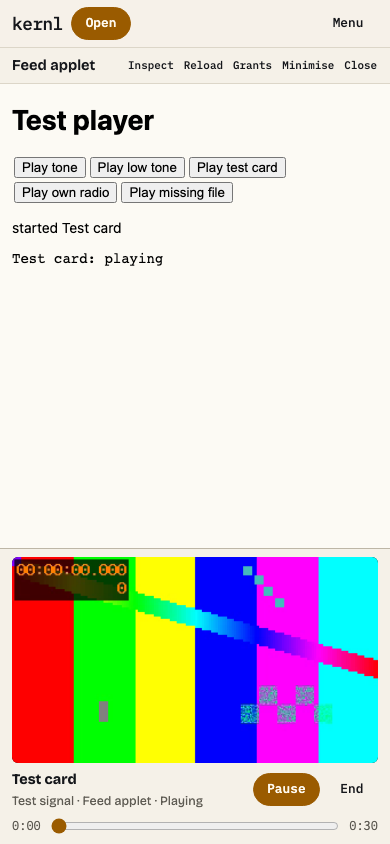 kernl Open Menu
Feed applet Inspect Reload Grants Minimise Close
Test player
Play tone Play low tone Play test card
Play own radio Play missing file
started Test card
Test card: playing
00:00:00.000
0
Test card
Test signal · Feed applet · Playing
Pause End
0:00 0:30